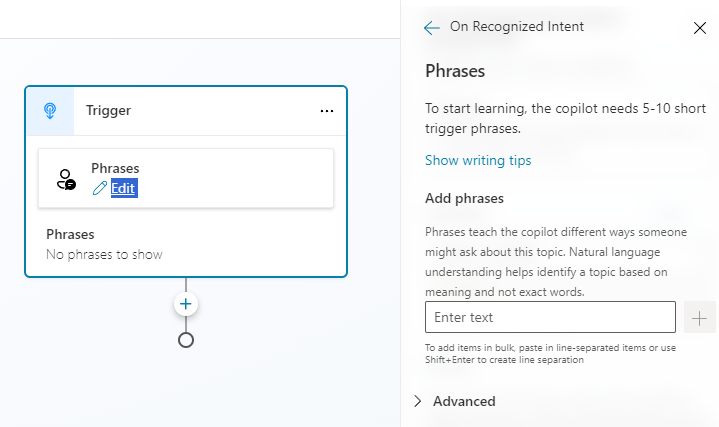 Trigger
Phrases
Edit
Phrases
No phrases to show
On Recognized Intent
Phrases
To start learning, the copilot needs 5-10 short
trigger phrases.
Show writing tips
Add phrases
Phrases teach the copilot different ways someone
might ask about this topic. Natural language
understanding helps identify a topic based on
meaning and not exact words.
Enter text
To add items in bulk, paste in line-separated items or use
Shift+Enter to create line separation
Advanced